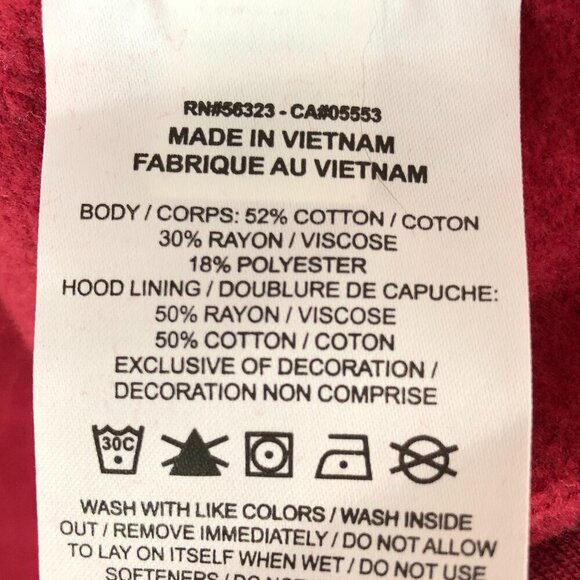 RN#56323 - CA#05553
MADE IN VIETNAM
FABRIQUE AU VIETNAM
BODY / CORPS: 52% COTTON / COTON
30% RAYON / VISCOSE
18% POLYESTER
HOOD LINING / DOUBLURE DE CAPUCHE:
50% RAYON / VISCOSE
50% COTTON / COTON
EXCLUSIVE OF DECORATION /
DECORATION NON COMPRISE
30C
WASH WITH LIKE COLORS / WASH INSIDE
OUT / REMOVE IMMEDIATELY / DO NOT ALLOW
TO LAY ON ITSELF WHEN WET / DO NOT USE
SOFTENERS / DO NOT